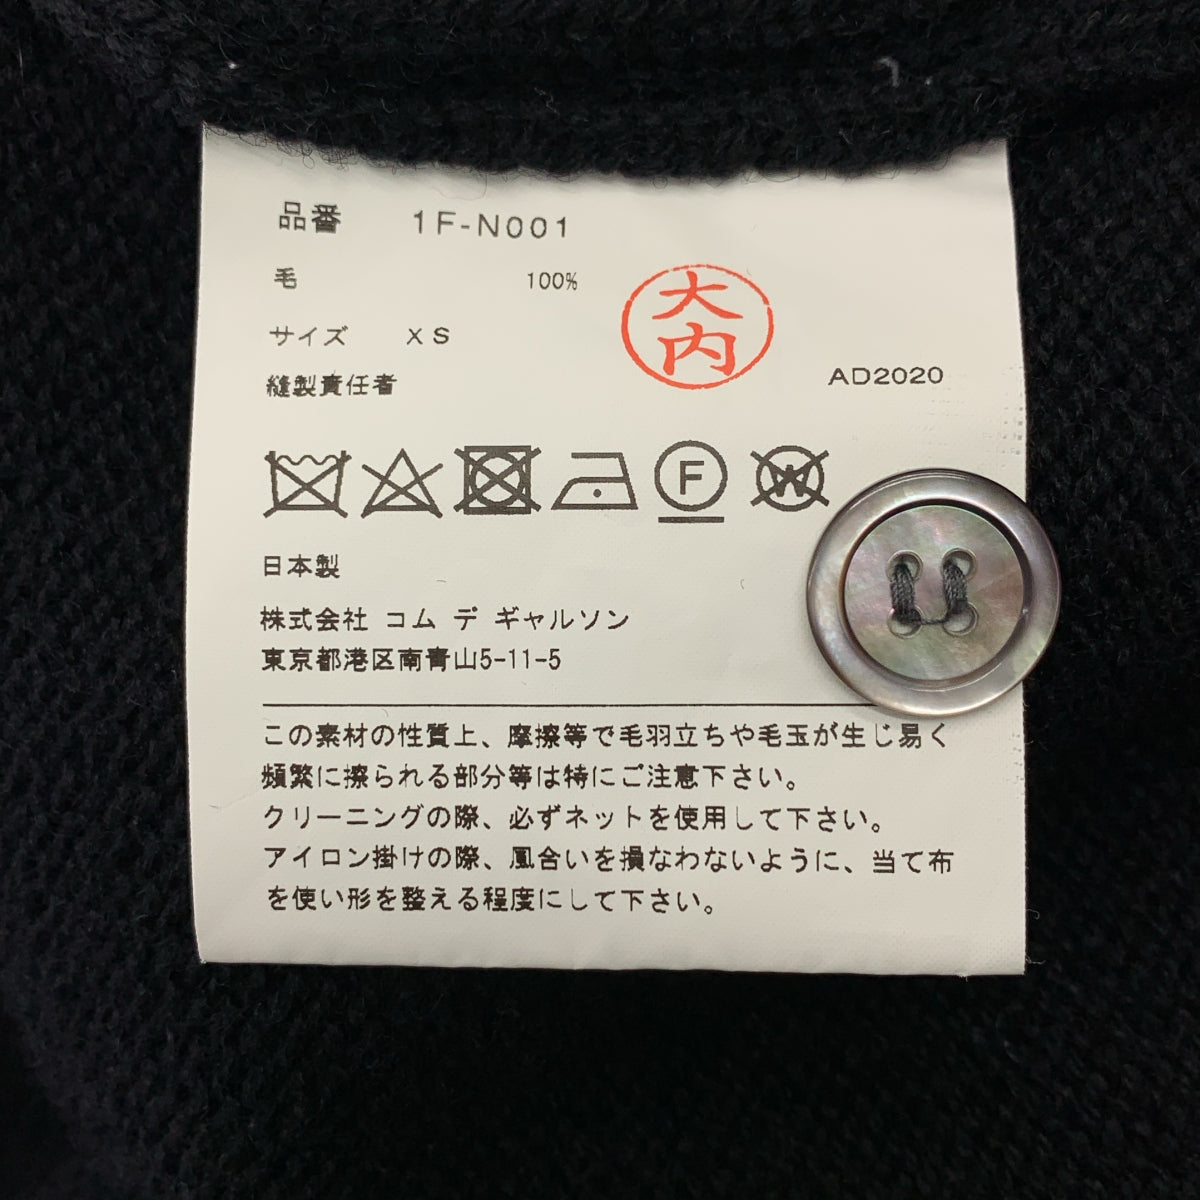 品番 1F-N001
毛 100%
サイズ XS
大内
縫製責任者
AD2020
F
W
日本製
株式会社 コム デ ギャルソン
東京都港区南青山5-11-5
この素材の性質上、摩擦等で毛羽立ちや毛玉が生じ易く
頻繁に擦られる部分等は特にご注意下さい。
クリーニングの際、必ずネットを使用して下さい。
アイロン掛けの際、風合いを損なわないように、当て布
を使い形を整える程度にして下さい。